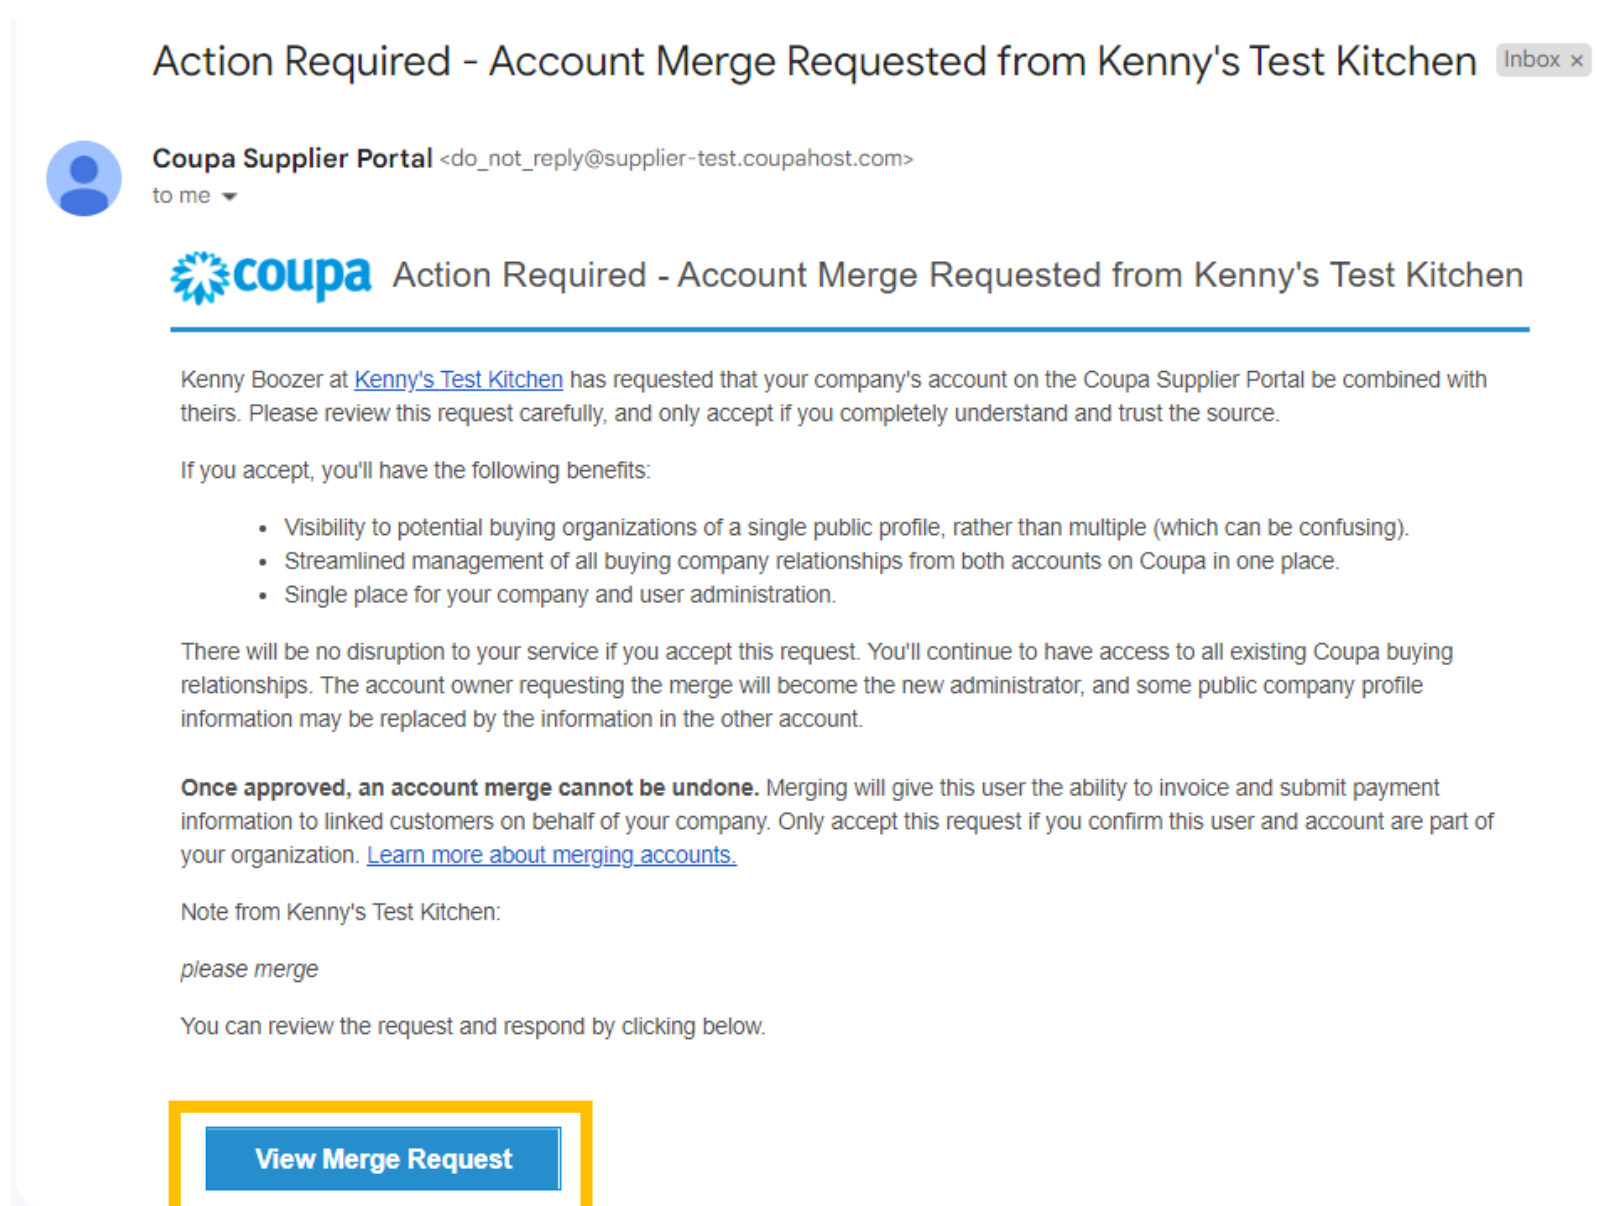 Action Required - Account Merge Requested from Kenny's Test Kitchen Inbox ×
Coupa Supplier Portal <do_not_reply@supplier-test.coupahost.com>
to me
coupa Action Required - Account Merge Requested from Kenny's Test Kitchen
Kenny Boozer at Kenny's Test Kitchen has requested that your company's account on the Coupa Supplier Portal be combined with
theirs. Please review this request carefully, and only accept if you completely understand and trust the source.
If you accept, you'll have the following benefits:
• Visibility to potential buying organizations of a single public profile, rather than multiple (which can be confusing).
• Streamlined management of all buying company relationships from both accounts on Coupa in one place.
• Single place for your company and user administration.
There will be no disruption to your service if you accept this request. You'll continue to have access to all existing Coupa buying
relationships. The account owner requesting the merge will become the new administrator, and some public company profile
information may be replaced by the information in the other account.
Once approved, an account merge cannot be undone. Merging will give this user the ability to invoice and submit payment
information to linked customers on behalf of your company. Only accept this request if you confirm this user and account are part of
your organization. Learn more about merging accounts.
Note from Kenny's Test Kitchen:
please merge
You can review the request and respond by clicking below.
View Merge Request